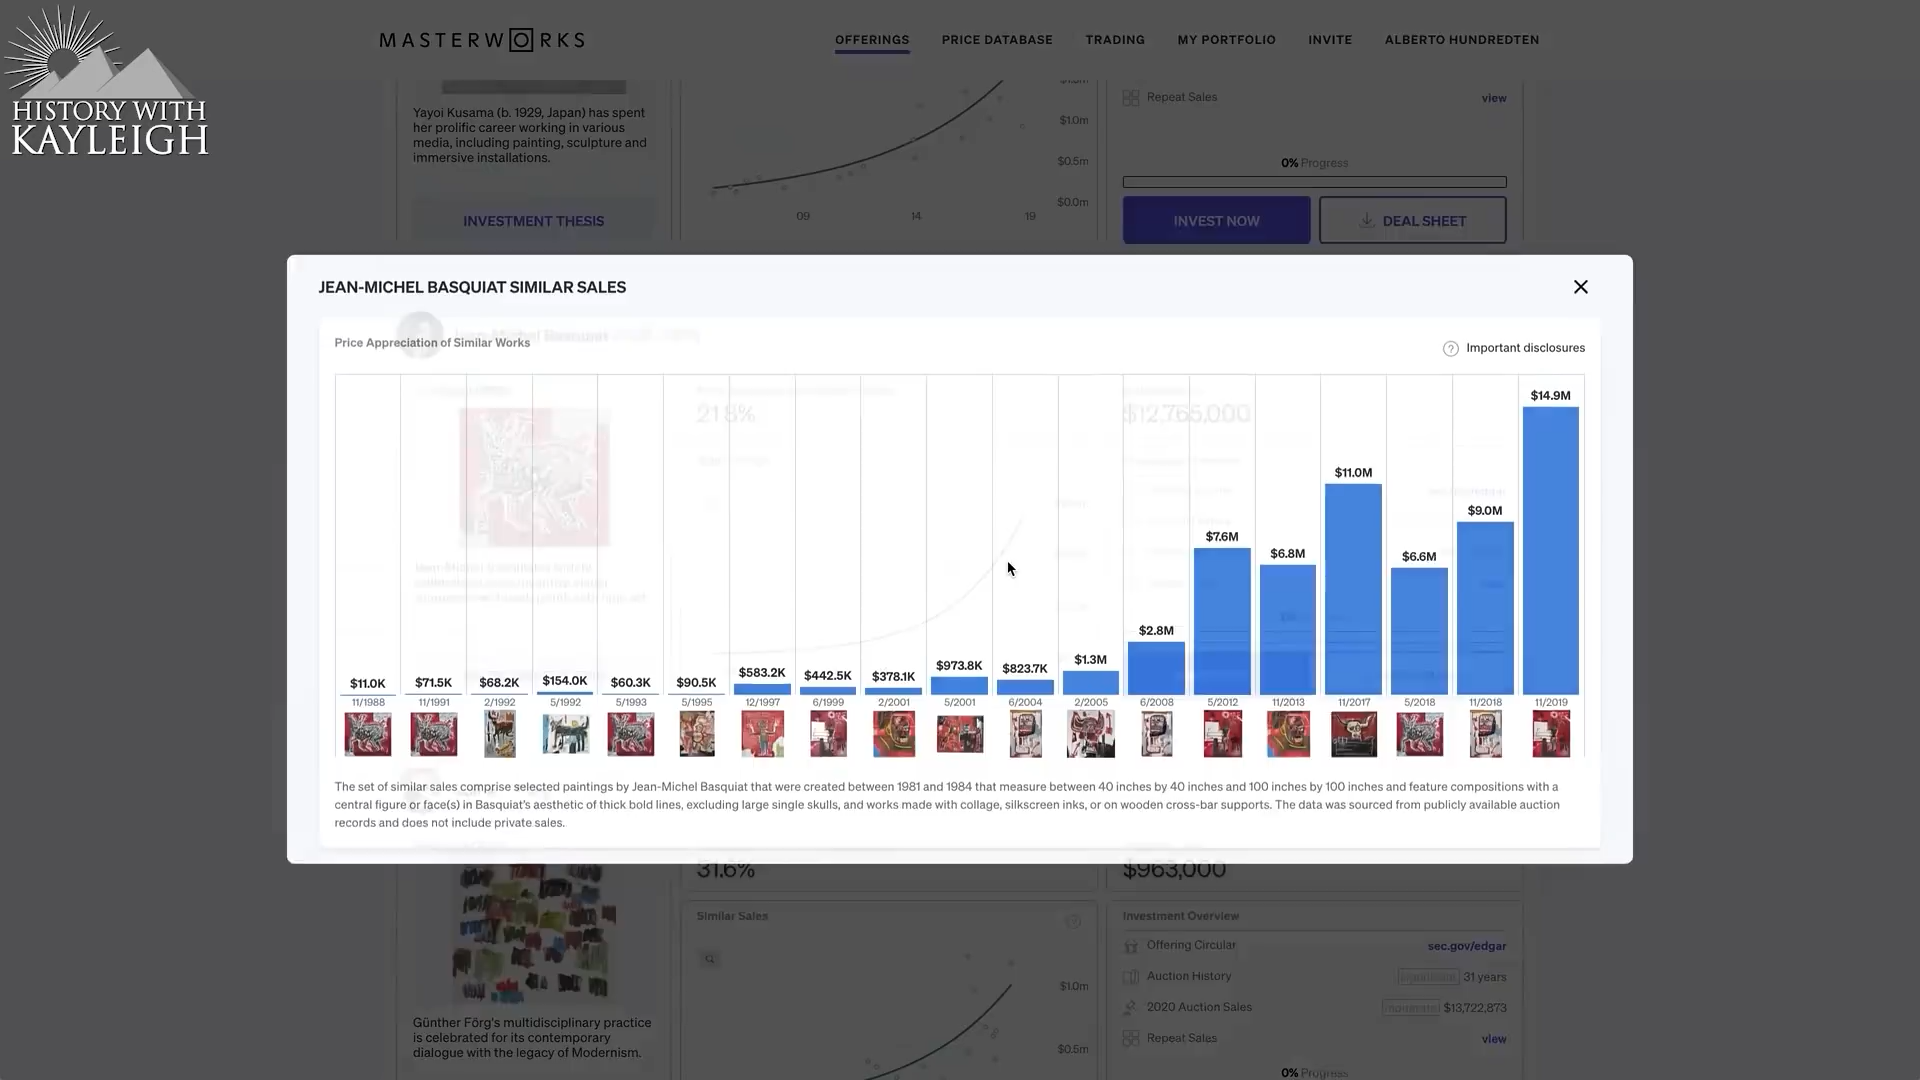 HISTORY WITH
KAYLEIGH
MASTERWORKS
OFFERINGS
PRICE DATABASE
TRADING
MY PORTFOLIO
INVITE
ALBERTO HUNDREDTEN
Yayoi Kusama (b. 1929, Japan) has spent
her prolific career working in various
media, including painting, sculpture and
immersive installations.
INVESTMENT THESIS
$1.0m
$0.5m
$0.0m
09
14
19
Repeat Sales
view
0% Progress
INVEST NOW
DEAL SHEET
JEAN-MICHEL BASQUIAT SIMILAR SALES
Price Appreciation of Similar Works
? Important disclosures
21.8%
$12,765,000
$11.0K
$71.5K
$68.2K
$154.0K
$60.3K
$90.5K
$583.2K
$442.5K
$378.1K
$973.8K
$823.7K
$1.3M
$2.8M
$7.6M
$6.8M
$11.0M
$6.6M
$9.0M
$14.9M
11/1988
11/1991
2/1992
5/1992
5/1993
5/1995
12/1997
6/1999
2/2001
5/2001
6/2004
2/2005
6/2008
5/2012
11/2013
11/2017
5/2018
11/2018
11/2019
The set of similar sales comprise selected paintings by Jean-Michel Basquiat that were created between 1981 and 1984 that measure between 40 inches by 40 inches and 100 inches by 100 inches and feature compositions with a
central figure or face(s) in Basquiat's aesthetic of thick bold lines, excluding large single skulls, and works made with collage, silkscreen inks, or on wooden cross-bar supports. The data was sourced from publicly available auction
records and does not include private sales.
31.6%
$963,000
Similar Sales
$1.0m
$0.5m
Günther Förg's multidisciplinary practice
is celebrated for its contemporary
dialogue with the legacy of Modernism.
Investment Overview
Offering Circular
sec.gov/edgar
Auction History
31 years
2020 Auction Sales
$13,722,873
Repeat Sales
view
0% Progress